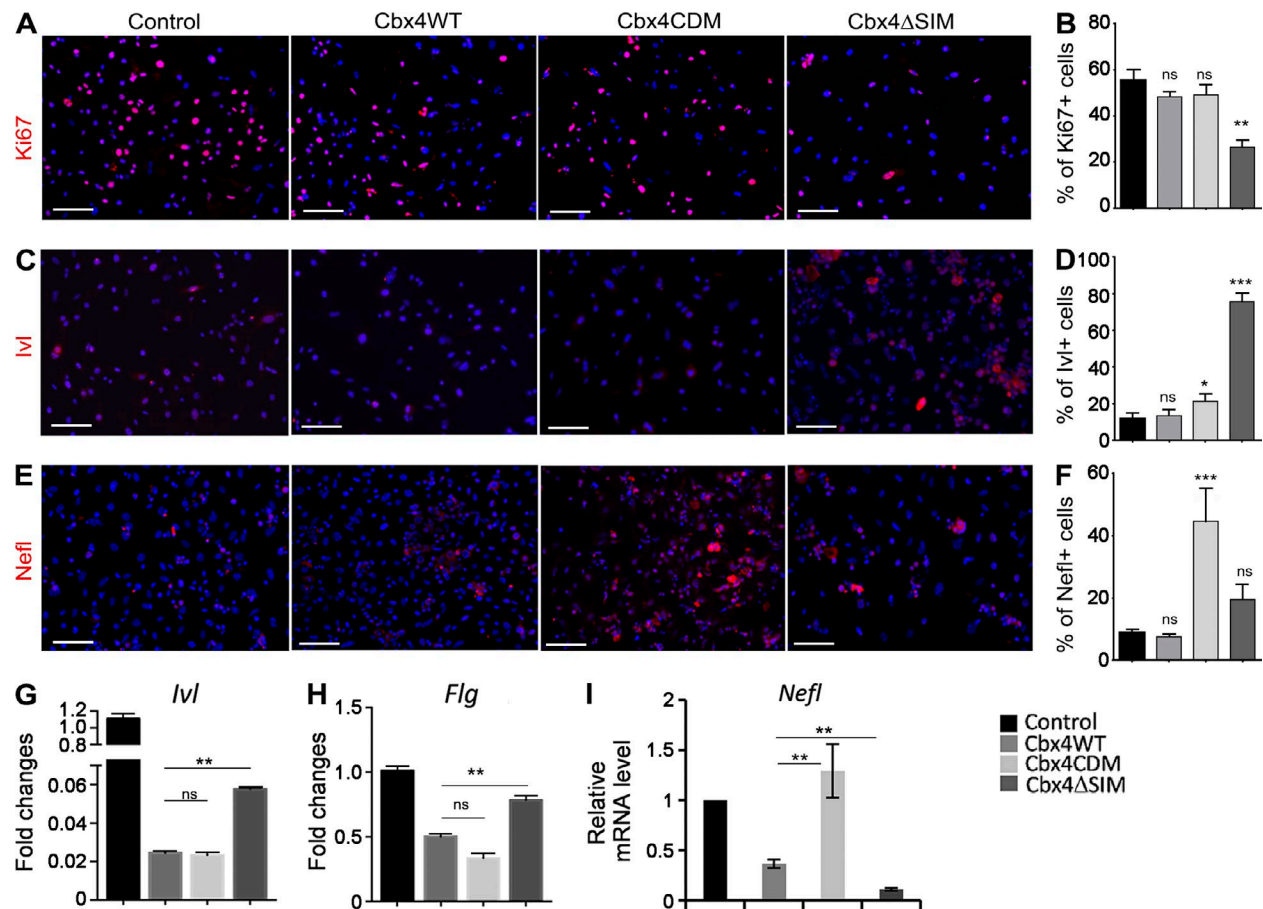 A Control Cbx4WT Cbx4CDM Cbx4ΔSIM B
Ki67
% of Ki67+ cells
80
60
40
20
0
ns ns **
C
Ivl
D
% of Ivl+ cells
100
80
60
40
20
0
ns * ***
E
Nefl
F
% of Nefl+ cells
60
40
20
0
ns *** ns
G Ivl
Fold changes
1.2
1.0
0.8
0.06
0.04
0.02
0
**
ns
H Flg
Fold changes
1.5
1.0
0.5
0
**
ns
I Nefl
Relative
mRNA level
2
1.5
1
0.5
0
**
**
Control
Cbx4WT
Cbx4CDM
Cbx4ΔSIM